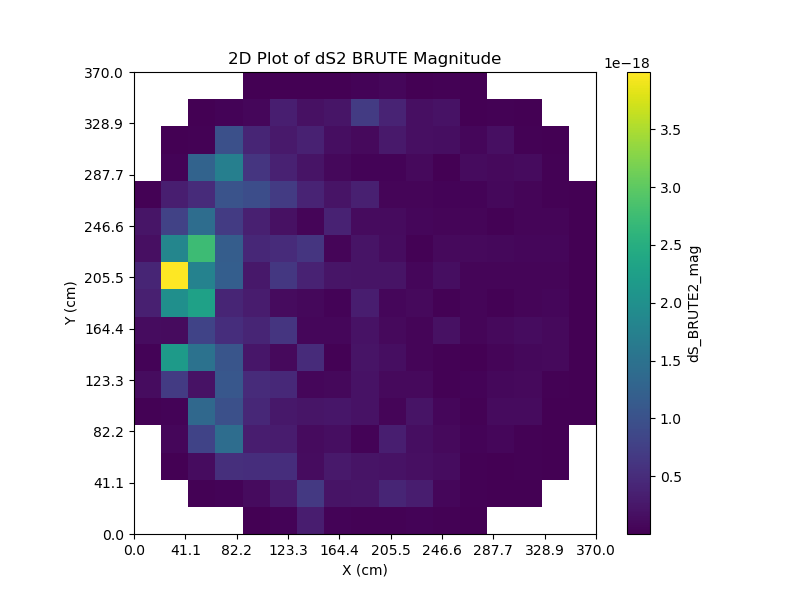 2D Plot of dS2 BRUTE Magnitude
1e−18
370.0
328.9
287.7
246.6
205.5
164.4
123.3
82.2
41.1
0.0
Y (cm)
0.0 41.1 82.2 123.3 164.4 205.5 246.6 287.7 328.9 370.0
X (cm)
3.5
3.0
2.5
2.0
1.5
1.0
0.5
dS_BRUTE2_mag